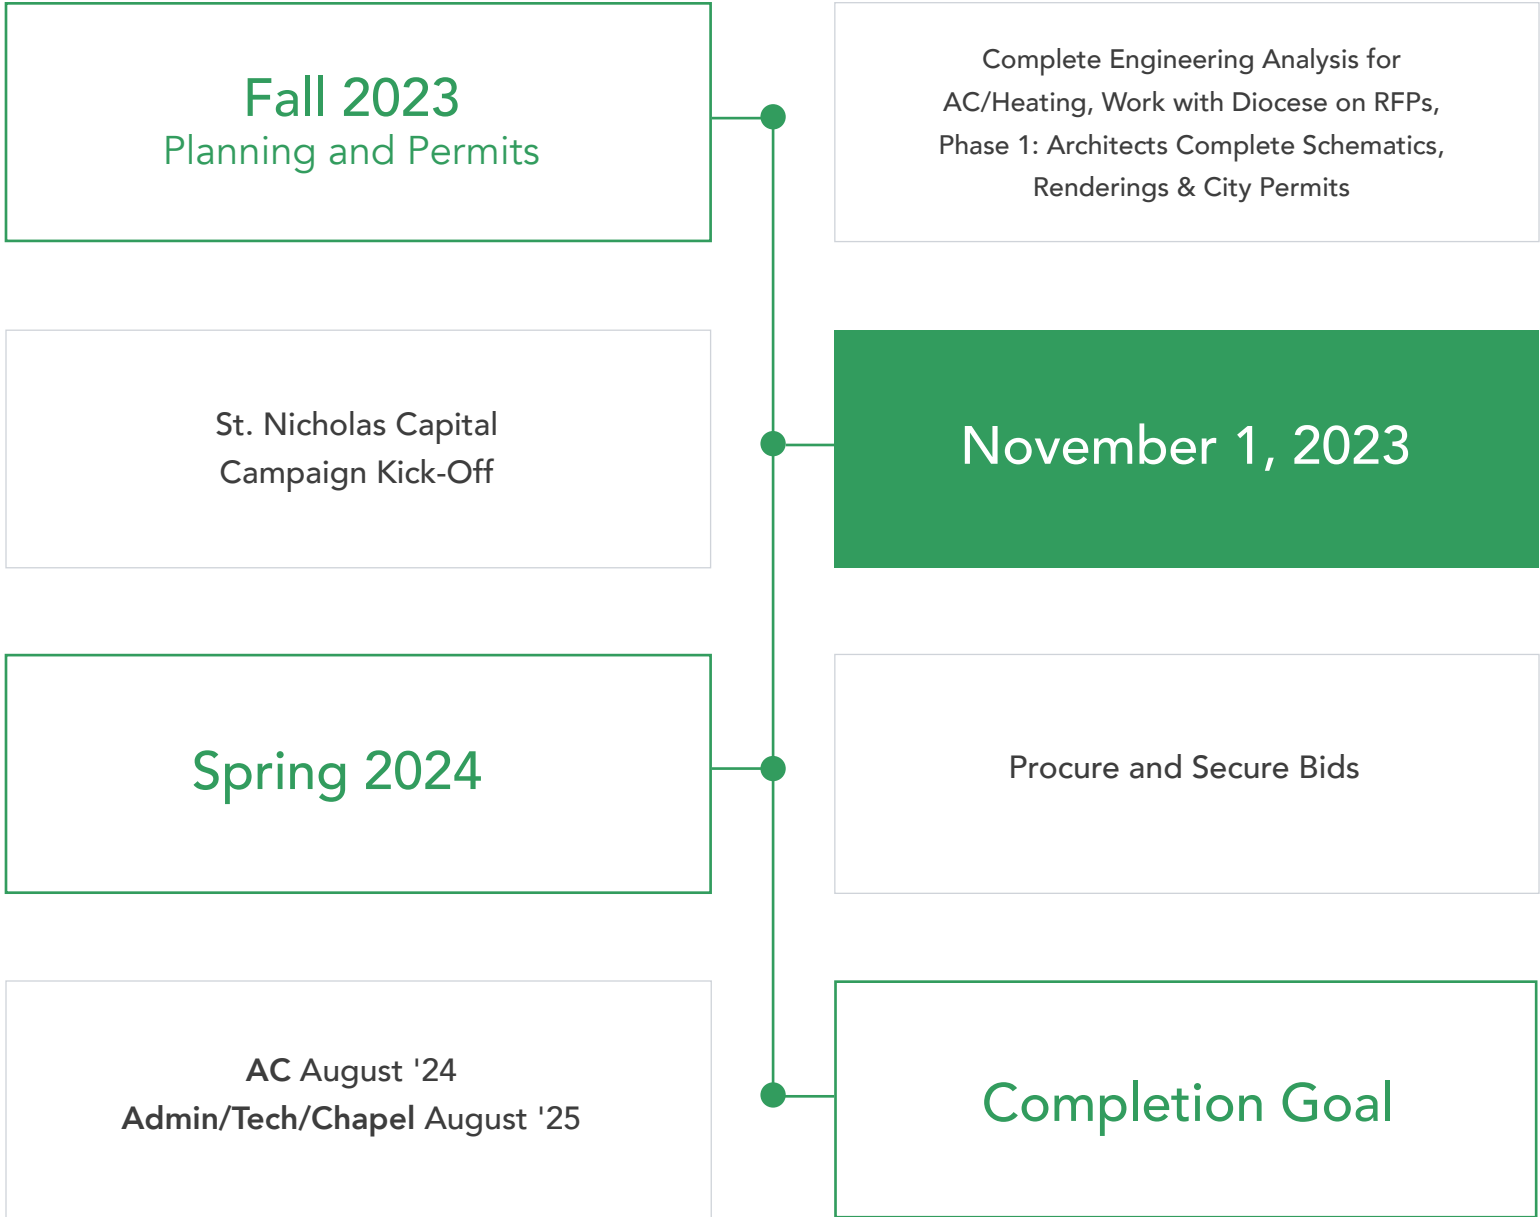 Fall 2023
Planning and Permits
Complete Engineering Analysis for
AC/Heating, Work with Diocese on RFPs,
Phase 1: Architects Complete Schematics,
Renderings & City Permits
St. Nicholas Capital
Campaign Kick-Off
November 1, 2023
Spring 2024
Procure and Secure Bids
AC August '24
Admin/Tech/Chapel August '25
Completion Goal